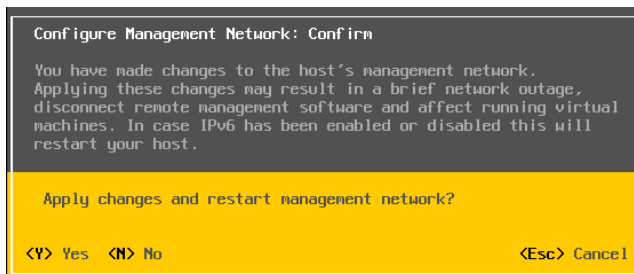 Configure Management Network: Confirm
You have made changes to the host's management network.
Applying these changes may result in a brief network outage,
disconnect remote management software and affect running virtual
machines. In case IPv6 has been enabled or disabled this will
restart your host.
Apply changes and restart management network?
<Y> Yes <N> No <Esc> Cancel